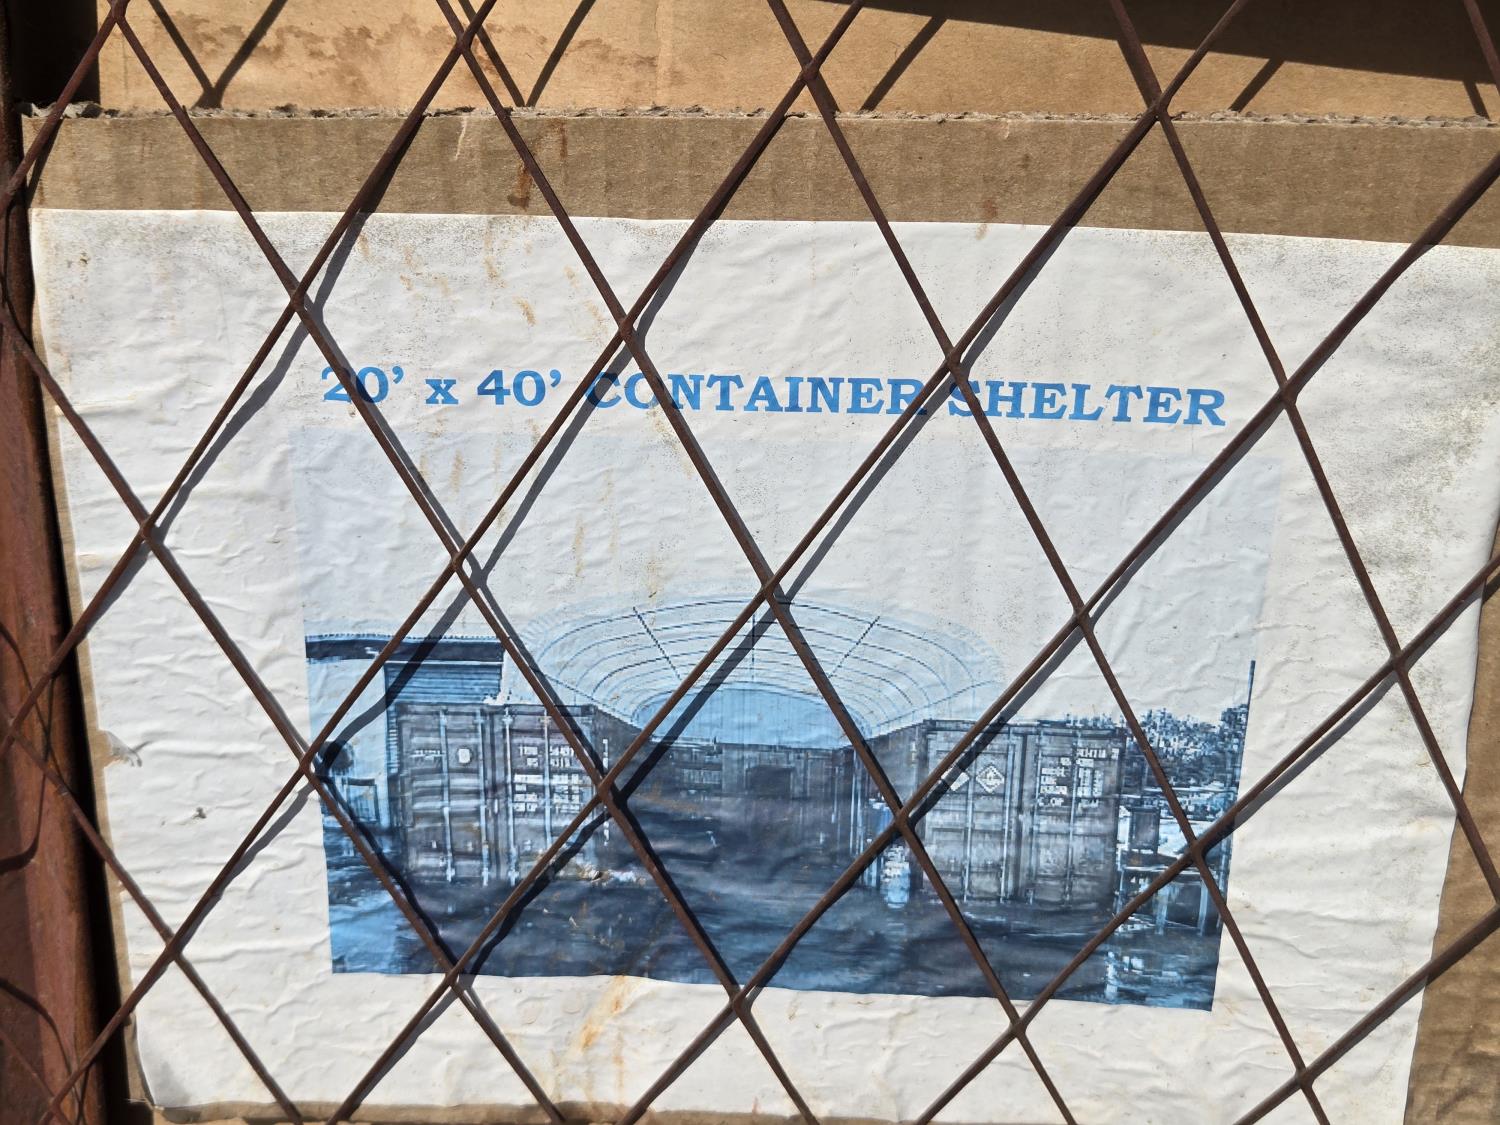 20’ x 40’ CONTAINER SHELTER